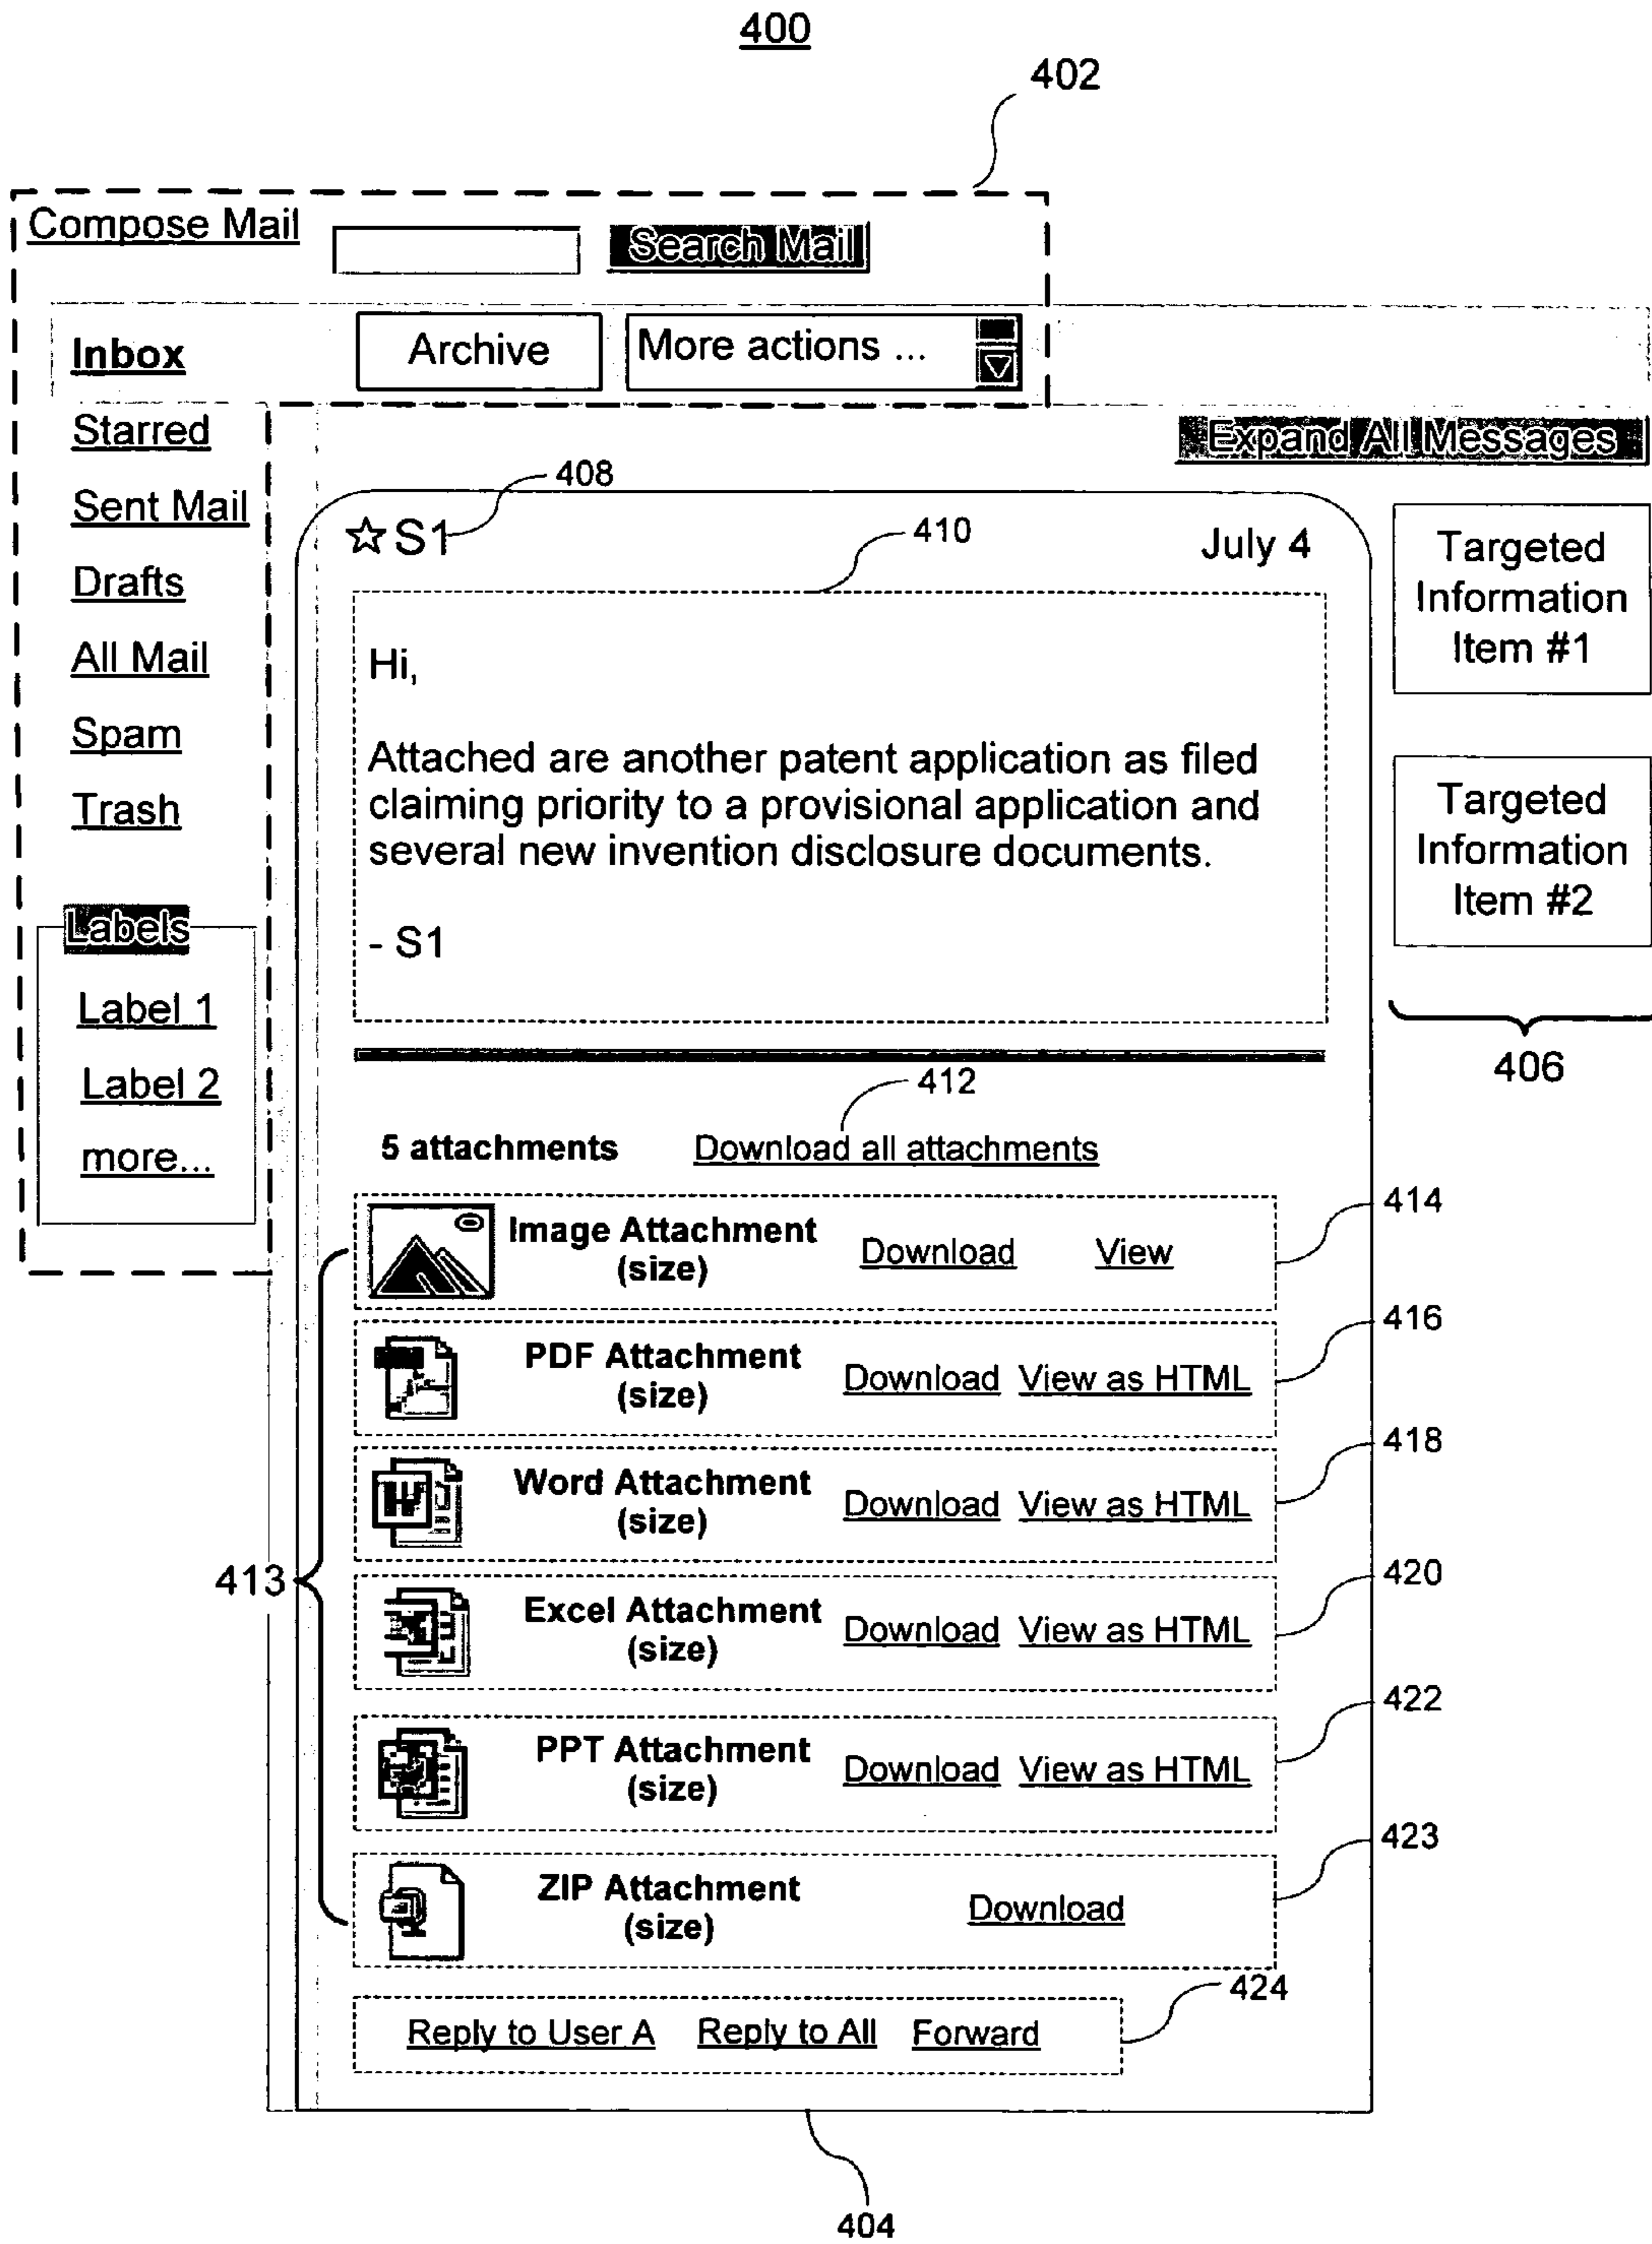 400
402
Compose Mail
Search Mail
Inbox
Archive
More actions ...
Starred
Sent Mail
Drafts
All Mail
Spam
Trash
Labels
Label 1
Label 2
more...
Expand All Messages
408
☆ S1
July 4
410
Hi,
Attached are another patent application as filed
claiming priority to a provisional application and
several new invention disclosure documents.
- S1
Targeted
Information
Item #1
Targeted
Information
Item #2
406
412
5 attachments Download all attachments
413
Image Attachment
(size)
Download View
414
PDF Attachment
(size)
Download View as HTML
416
Word Attachment
(size)
Download View as HTML
418
Excel Attachment
(size)
Download View as HTML
420
PPT Attachment
(size)
Download View as HTML
422
ZIP Attachment
(size)
Download
423
Reply to User A Reply to All Forward
424
404